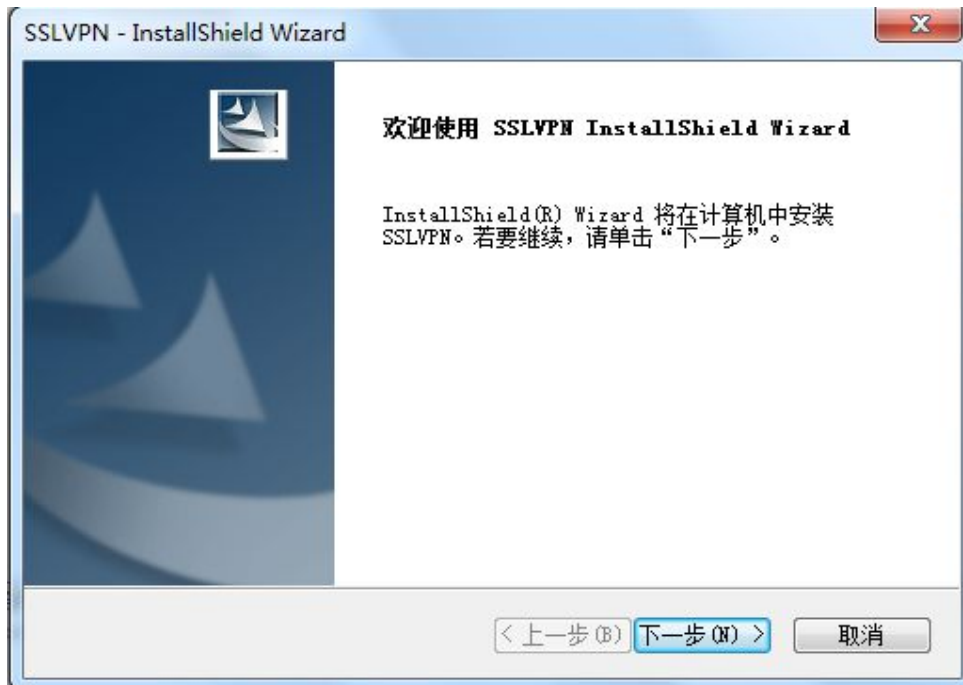 SSLVPN - InstallShield Wizard
欢迎使用 SSLVPN InstallShield Wizard
InstallShield(R) Wizard 将在计算机中安装
SSLVPN。若要继续，请单击“下一步”。
< 上一步(B) 下一步(N) > 取消